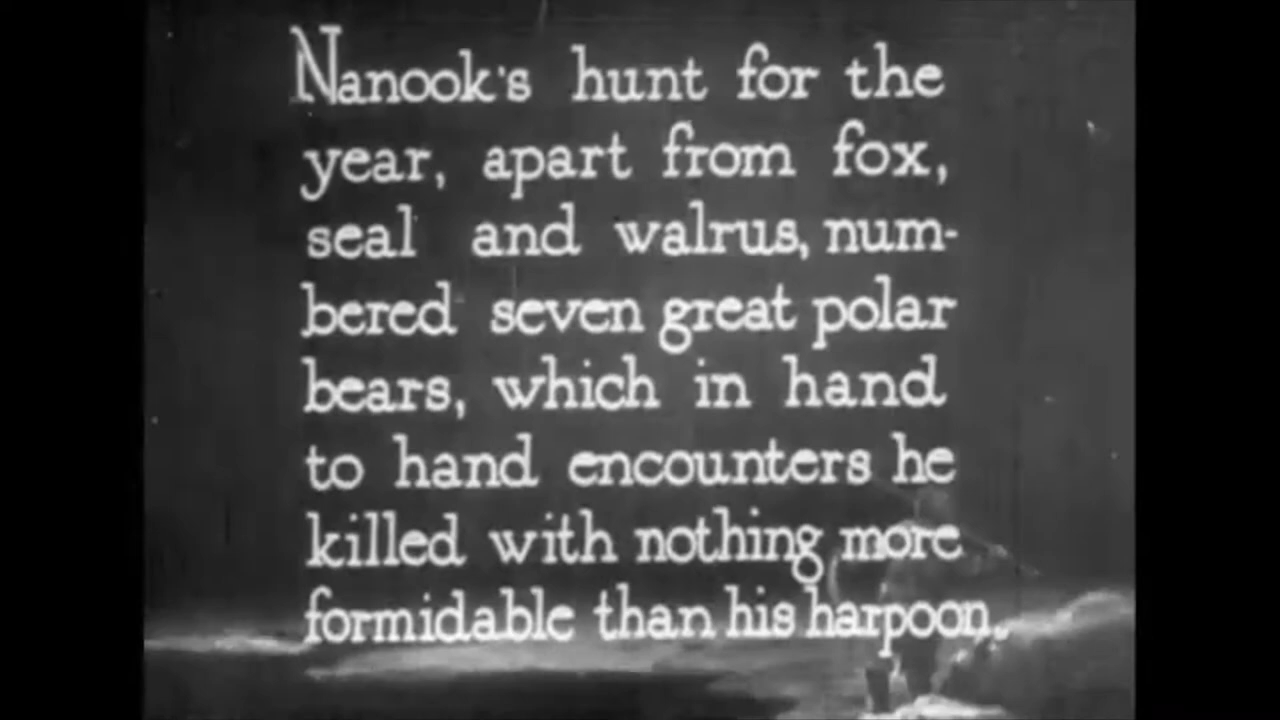 Nanook's hunt for the
year, apart from fox,
seal and walrus, num-
bered seven great polar
bears, which in hand
to hand encounters he
killed with nothing more
formidable than his harpoon.